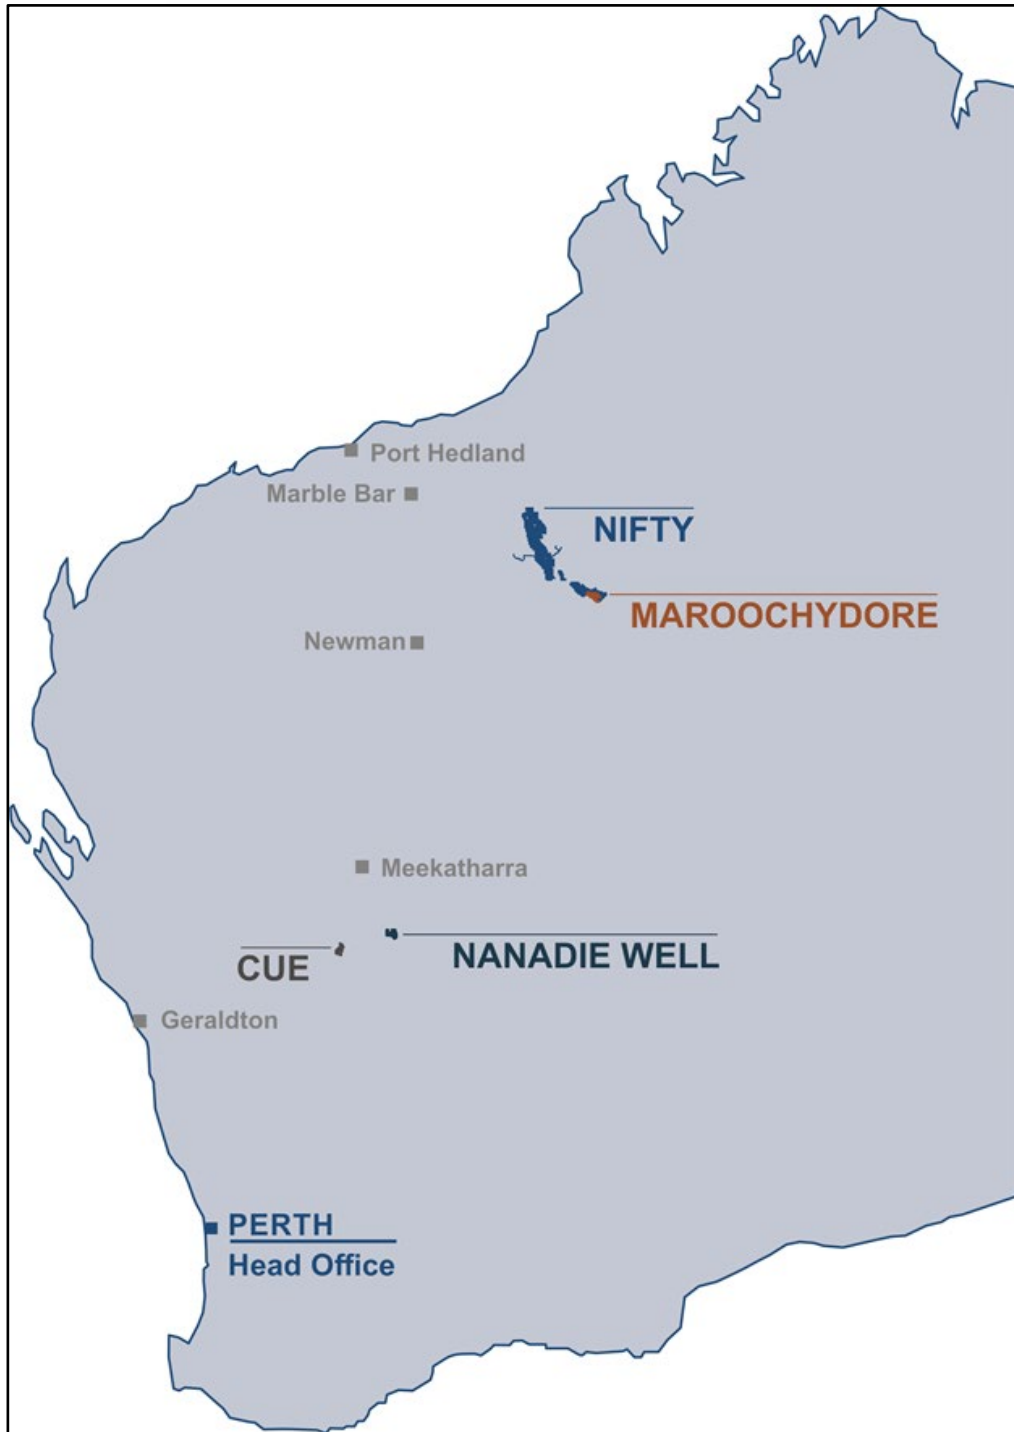 Port Hedland
Marble Bar
NIFTY
MAROOCHYDORE
Newman
Meekatharra
CUE
NANADIE WELL
Geraldton
PERTH
Head Office